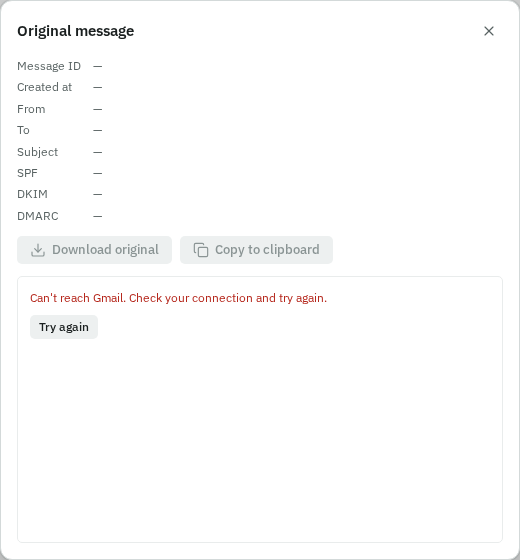 Original message
Message ID —
Created at —
From —
To —
Subject —
SPF —
DKIM —
DMARC —
Download original Copy to clipboard
Can't reach Gmail. Check your connection and try again.
Try again